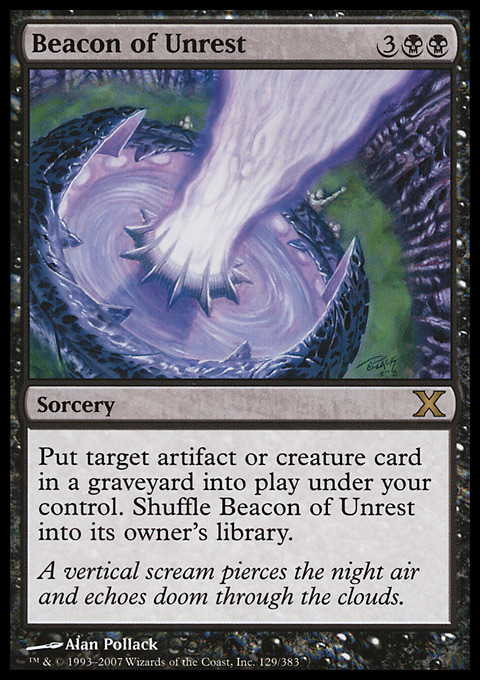 Beacon of Unrest 3
Sorcery X
Put target artifact or creature card
in a graveyard into play under your
control. Shuffle Beacon of Unrest
into its owner's library.
A vertical scream pierces the night air
and echoes doom through the clouds.
Alan Pollack
™ & © 1993–2007 Wizards of the Coast, Inc. 129/383